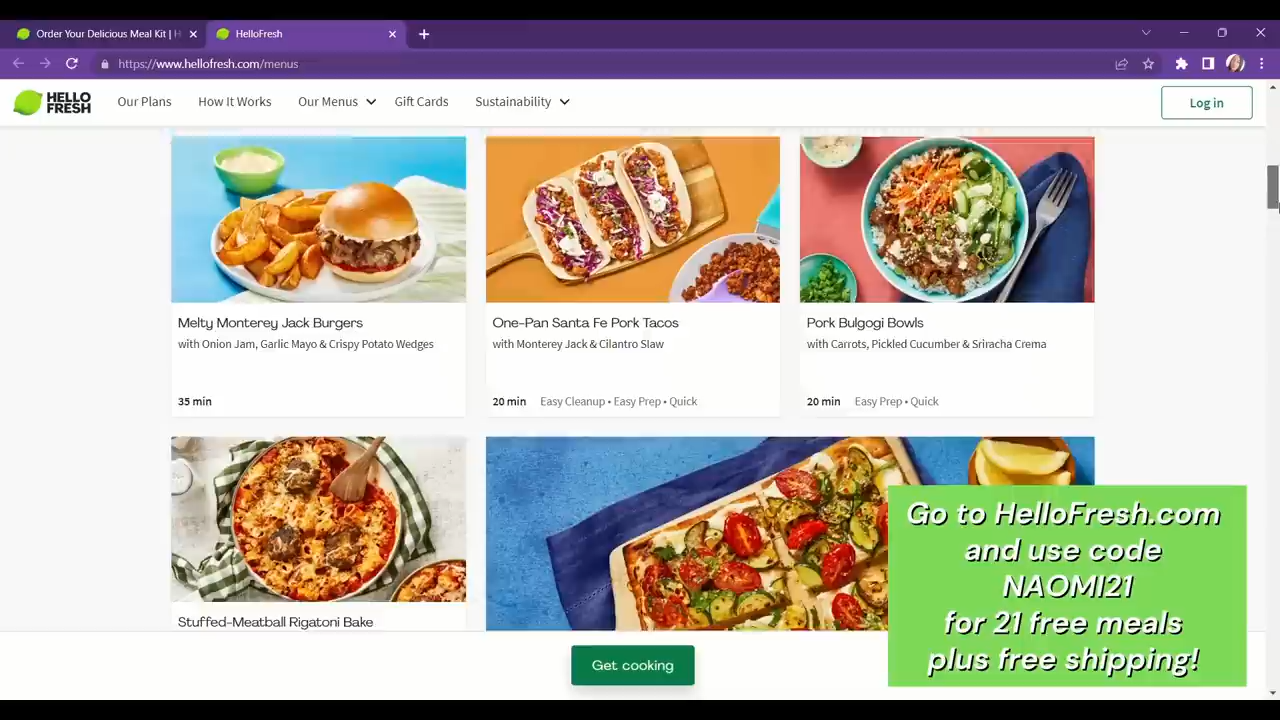 Order Your Delicious Meal Kit | H
HelloFresh
https://www.hellofresh.com/menus
HELLO
FRESH
Our Plans
How It Works
Our Menus
Gift Cards
Sustainability
Log in
Melty Monterey Jack Burgers
with Onion Jam, Garlic Mayo & Crispy Potato Wedges
35 min
One-Pan Santa Fe Pork Tacos
with Monterey Jack & Cilantro Slaw
20 min Easy Cleanup • Easy Prep • Quick
Pork Bulgogi Bowls
with Carrots, Pickled Cucumber & Sriracha Crema
20 min Easy Prep • Quick
Stuffed-Meatball Rigatoni Bake
Get cooking
Go to HelloFresh.com
and use code
NAOMI21
for 21 free meals
plus free shipping!